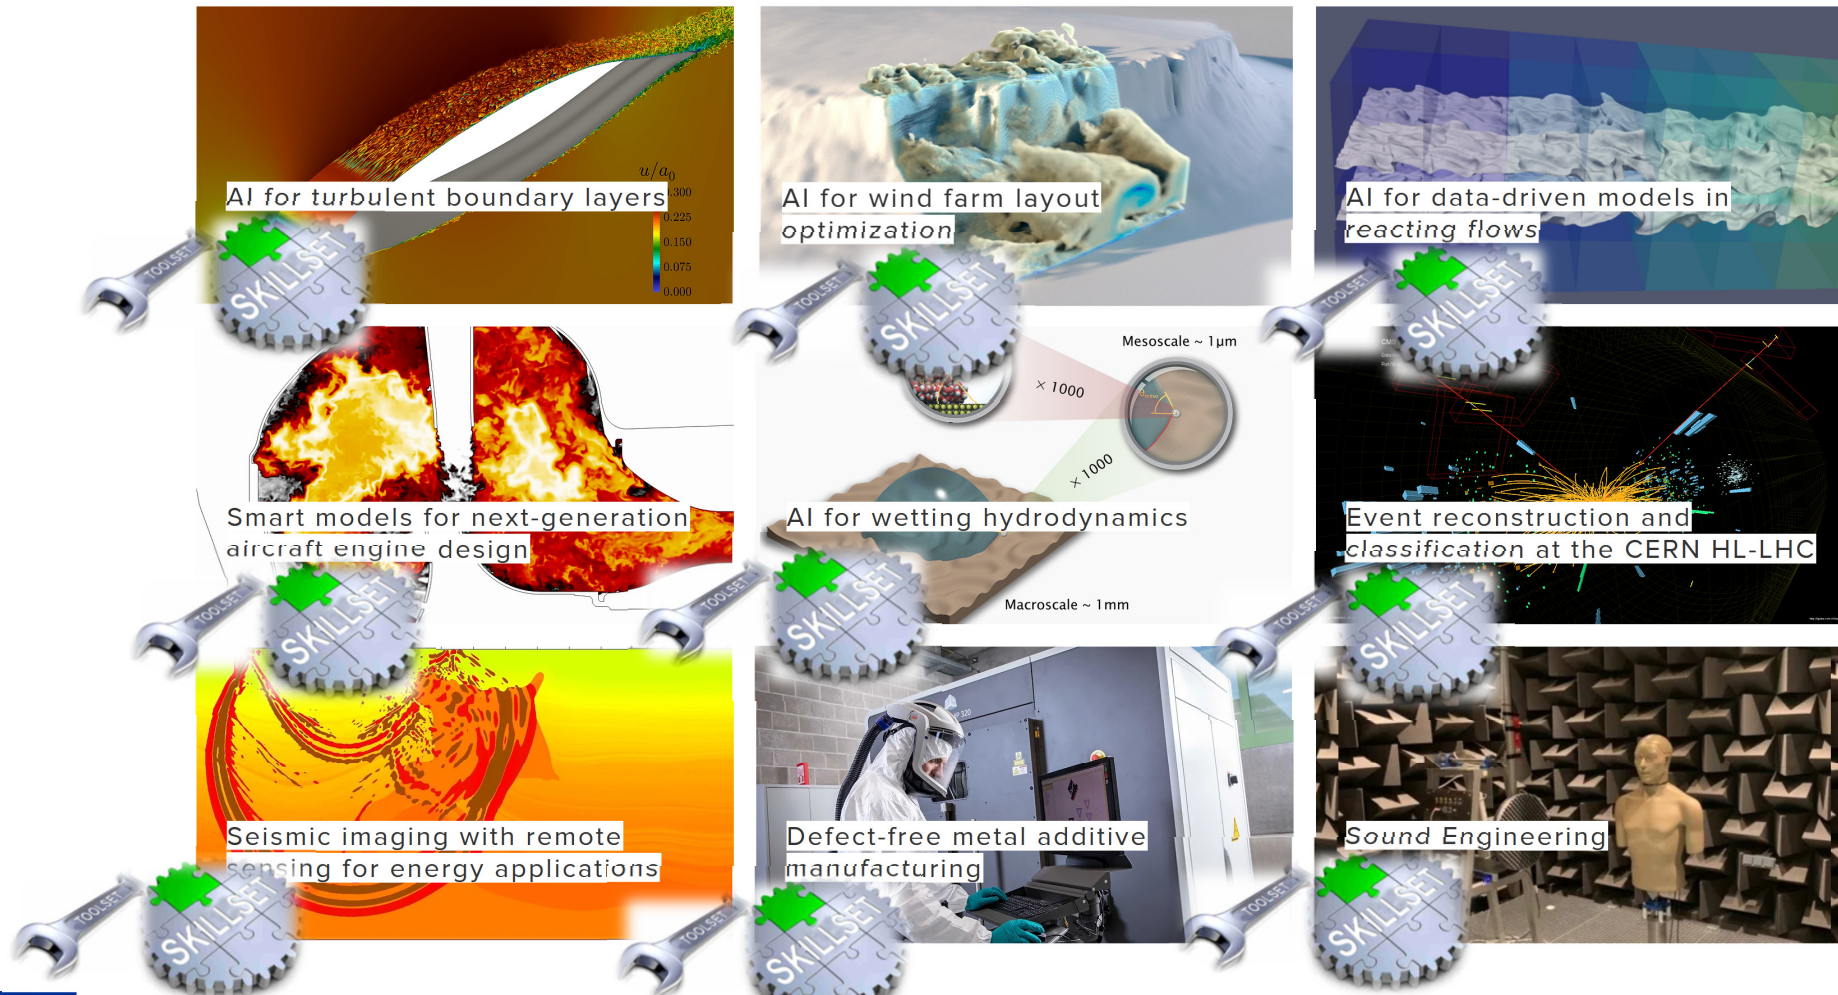 u/a₀
AI for turbulent boundary layers
0.300
0.225
0.150
0.075
0.000
TOOLSET
SKILLSET
AI for wind farm layout
optimization
TOOLSET
SKILLSET
AI for data-driven models in
reacting flows
TOOLSET
SKILLSET
Smart models for next-generation
aircraft engine design
TOOLSET
SKILLSET
Mesoscale ~ 1µm
× 1000
× 1000
AI for wetting hydrodynamics
Macroscale ~ 1mm
TOOLSET
SKILLSET
CMS
Event reconstruction and
classification at the CERN HL-LHC
TOOLSET
SKILLSET
Seismic imaging with remote
sensing for energy applications
TOOLSET
SKILLSET
320
Defect-free metal additive
manufacturing
TOOLSET
SKILLSET
Sound Engineering
TOOLSET
SKILLSET